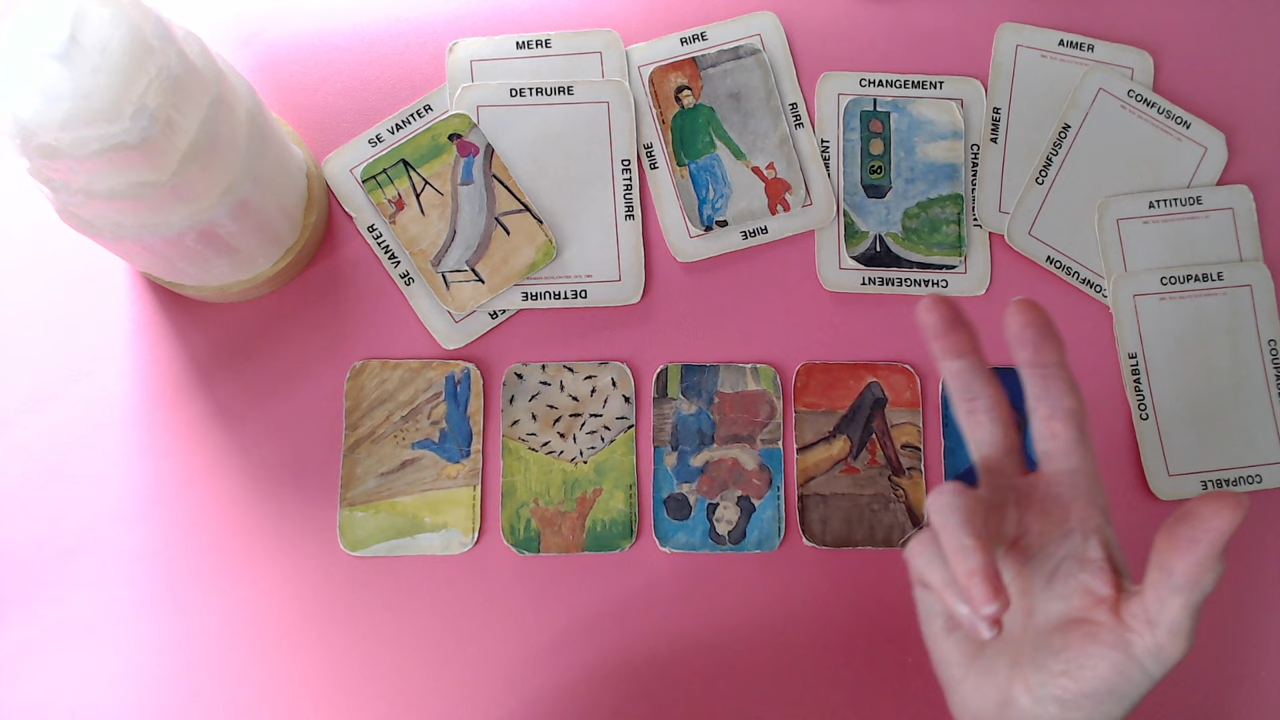 MERE
SE VANTER
SE VANTER
DETRUIRE
DETRUIRE
DETRUIRE
RIRE
RIRE
RIRE
RIRE
CHANGEMENT
CHANGEMENT
CHANGEMENT
GO
AIMER
AIMER
CONFUSION
CONFUSION
CONFUSION
ATTITUDE
COUPABLE
COUPABLE
COUPABLE